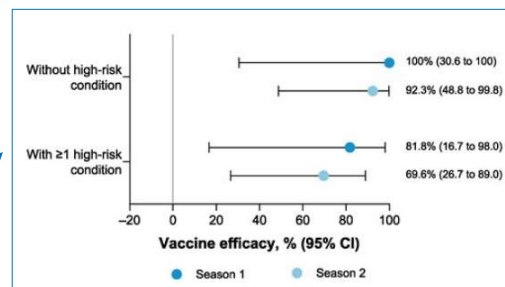 Without high-risk
condition
100% (30.6 to 100)
92.3% (48.8 to 99.8)
With ≥1 high-risk
condition
81.8% (16.7 to 98.0)
69.6% (26.7 to 89.0)
–20 0 20 40 60 80 100
Vaccine efficacy, % (95% CI)
Season 1 Season 2